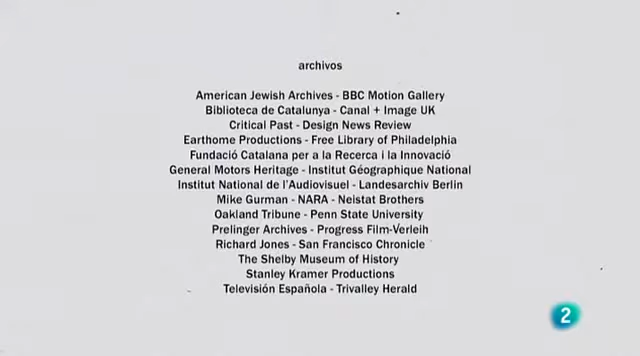 archivos
American Jewish Archives - BBC Motion Gallery
Biblioteca de Catalunya - Canal + Image UK
Critical Past - Design News Review
Earthome Productions - Free Library of Philadelphia
Fundació Catalana per a la Recerca i la Innovació
General Motors Heritage - Institut Géographique National
Institut National de l'Audiovisuel - Landesarchiv Berlin
Mike Gurman - NARA - Neistat Brothers
Oakland Tribune - Penn State University
Prelinger Archives - Progress Film-Verleih
Richard Jones - San Francisco Chronicle
The Shelby Museum of History
Stanley Kramer Productions
Televisión Española - Trivalley Herald
2